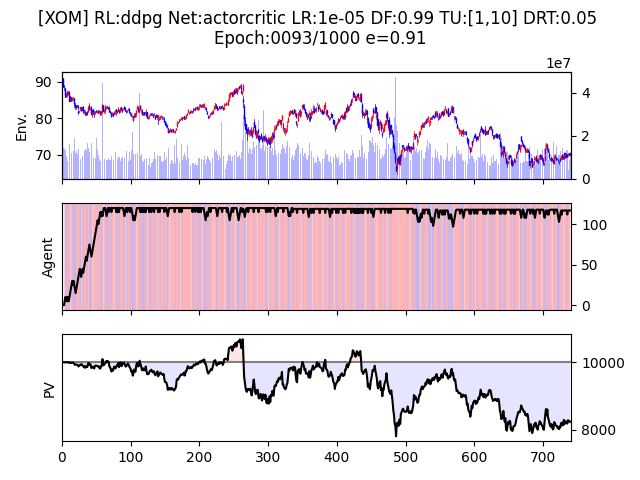 [XOM] RL:ddpg Net:actorcritic LR:1e-05 DF:0.99 TU:[1,10] DRT:0.05
Epoch:0093/1000 e=0.91
1e7
Env.
90
80
70
4
2
0
Agent
100
50
0
PV
10000
8000
0 100 200 300 400 500 600 700